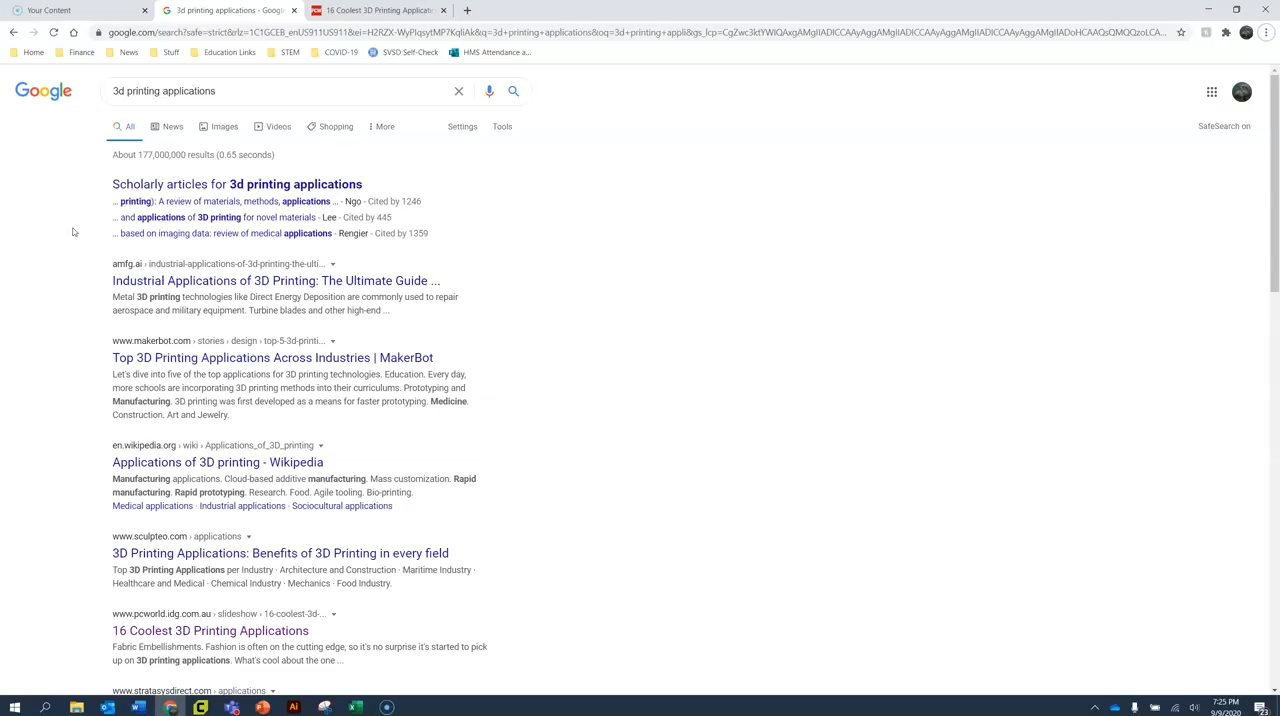 Your Content
3d printing applications - Googl
16 Coolest 3D Printing Applicatio
google.com/search?safe=strict&rlz=1C1GCEB_enUS911US911&ei=
Home
Finance
News
Stuff
Education Links
STEM
COVID-19
SVSD Self-Check
HMS Attendance a...
Google
3d printing applications
All
News
Images
Videos
Shopping
More
Settings
Tools
SafeSearch on
About 177,000,000 results (0.65 seconds)
Scholarly articles for 3d printing applications
... printing): A review of materials, methods, applications ... - Ngo - Cited by 1246
... and applications of 3D printing for novel materials - Lee - Cited by 445
... based on imaging data: review of medical applications - Rengier - Cited by 1359
amfg.ai › industrial-applications-of-3d-printing-the-ulti...
Industrial Applications of 3D Printing: The Ultimate Guide ...
Metal 3D printing technologies like Direct Energy Deposition are commonly used to repair
aerospace and military equipment. Turbine blades and other high-end ...
www.makerbot.com › stories › design › top-5-3d-printi...
Top 3D Printing Applications Across Industries | MakerBot
Let's dive into five of the top applications for 3D printing technologies. Education. Every day,
more schools are incorporating 3D printing methods into their curriculums. Prototyping and
Manufacturing. 3D printing was first developed as a means for faster prototyping. Medicine.
Construction. Art and Jewelry.
en.wikipedia.org › wiki › Applications_of_3D_printing
Applications of 3D printing - Wikipedia
Manufacturing applications. Cloud-based additive manufacturing. Mass customization. Rapid
manufacturing. Rapid prototyping. Research. Food. Agile tooling. Bio-printing.
Medical applications · Industrial applications · Sociocultural applications
www.sculpteo.com › applications
3D Printing Applications: Benefits of 3D Printing in every field
Top 3D Printing Applications per Industry · Architecture and Construction · Maritime Industry ·
Healthcare and Medical · Chemical Industry · Mechanics · Food Industry.
www.pcworld.idg.com.au › slideshow › 16-coolest-3d-...
16 Coolest 3D Printing Applications
Fabric Embellishments. Fashion is often on the cutting edge, so it's no surprise it's started to pick
up on 3D printing applications. What's cool about the one ...
www.stratasysdirect.com › applications
7:25 PM
9/9/2020
23